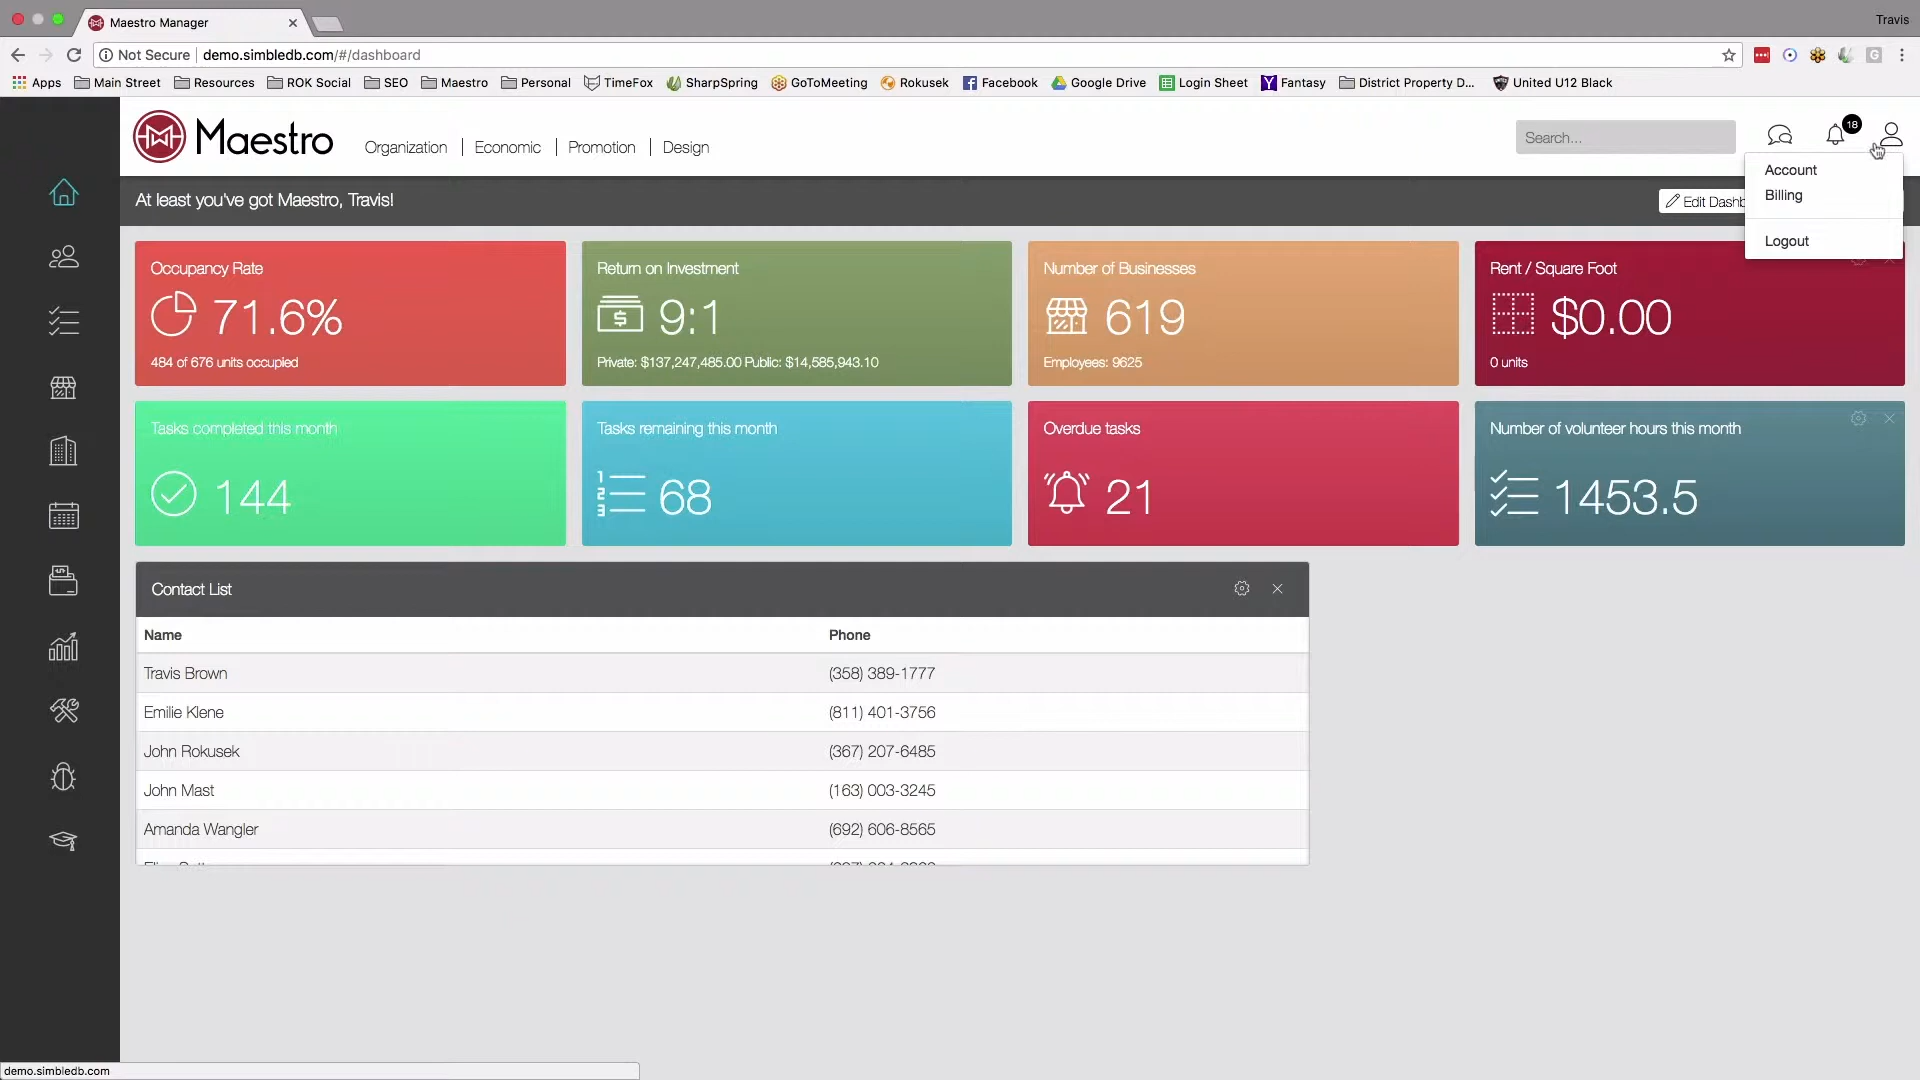 Maestro Manager
Travis
Not Secure demo.simbledb.com/#/dashboard
Apps Main Street Resources ROK Social SEO Maestro Personal TimeFox SharpSpring GoToMeeting Rokusek Facebook Google Drive Login Sheet Fantasy District Property D... United U12 Black
Maestro Organization Economic Promotion Design Search... 18
Account
Billing
Logout
At least you've got Maestro, Travis! Edit Dashb
Occupancy Rate
71.6%
484 of 676 units occupied
Return on Investment
9:1
Private: $137,247,485.00 Public: $14,585,943.10
Number of Businesses
619
Employees: 9625
Rent / Square Foot
$0.00
0 units
Tasks completed this month
144
Tasks remaining this month
68
Overdue tasks
21
Number of volunteer hours this month
1453.5
Contact List
Name Phone
Travis Brown (358) 389-1777
Emilie Klene (811) 401-3756
John Rokusek (367) 207-6485
John Mast (163) 003-3245
Amanda Wangler (692) 606-8565
demo.simbledb.com